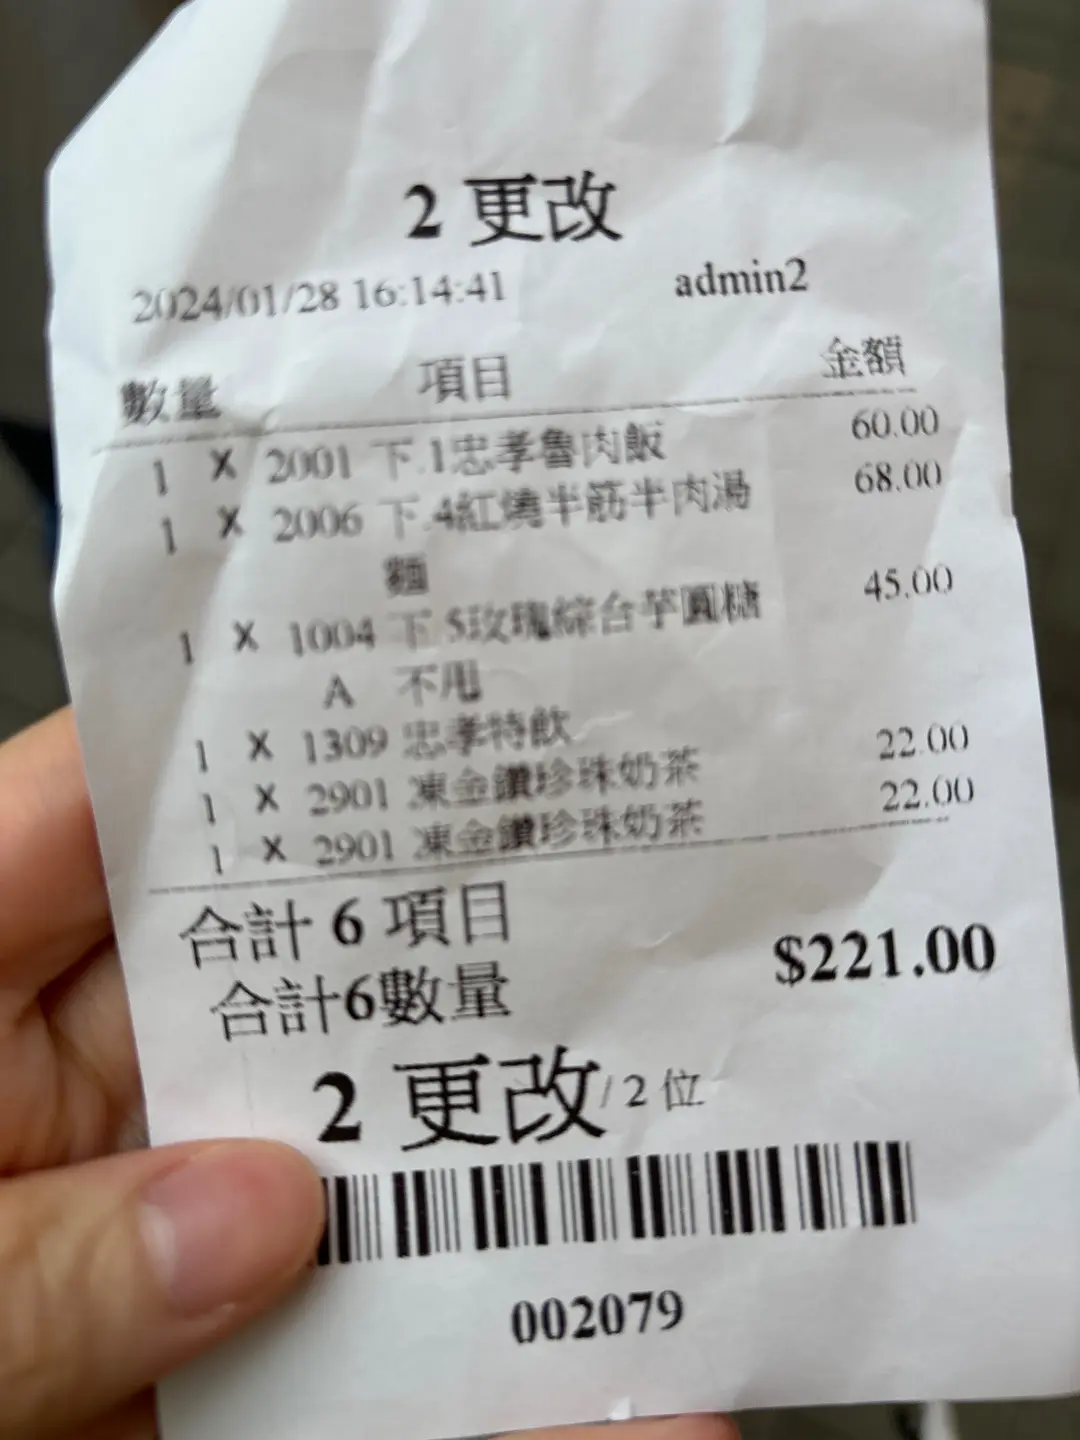 2 更改
2024/01/28 16:14:41 admin2
數量 項目 金額
1 X 2001 下.1忠孝魯肉飯 60.00
1 X 2006 下.4紅燒半筋半肉湯 68.00
麵
1 X 1004 下.5玫瑰綜合芋圓糖 45.00
A 不甩
1 X 1309 忠孝特飲
1 X 2901 凍金鑽珍珠奶茶 22.00
1 X 2901 凍金鑽珍珠奶茶 22.00
合計 6 項目
合計6數量 $221.00
2 更改/ 2 位
002079